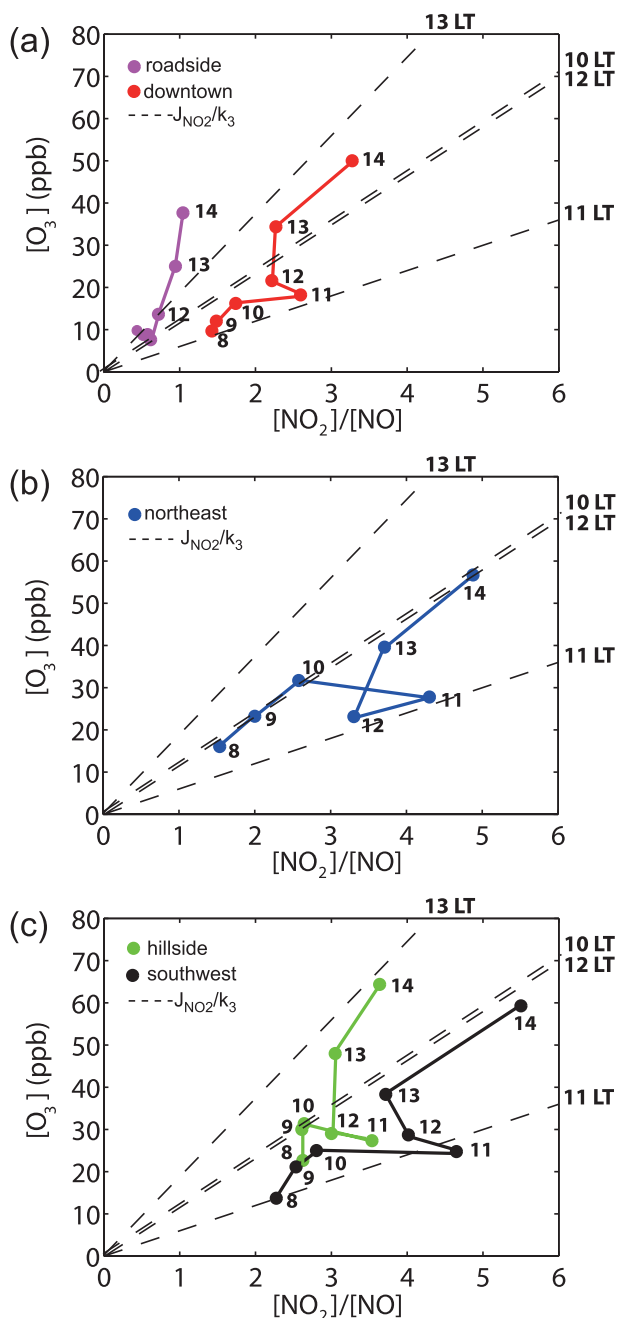 (a)
13 LT
80
10 LT
roadside
70
12 LT
downtown
60
J_NO2/k_3
14
50
[O₃] (ppb)
14
13
40
11 LT
30
13
12
12
20
11
10
10
9
8
0
0 1 2 3 4 5 6
[NO₂]/[NO]
(b)
13 LT
80
10 LT
northeast
70
12 LT
J_NO2/k_3
60
14
50
[O₃] (ppb)
13
40
10
11 LT
30
11
9
12
20
8
10
0
0 1 2 3 4 5 6
[NO₂]/[NO]
(c)
13 LT
80
10 LT
hillside
70
12 LT
southwest
14
J_NO2/k_3
60
14
50
[O₃] (ppb)
13
40
13
11 LT
10
12 11
30
9
12
8
10
11
20
9
8
10
0
0 1 2 3 4 5 6
[NO₂]/[NO]